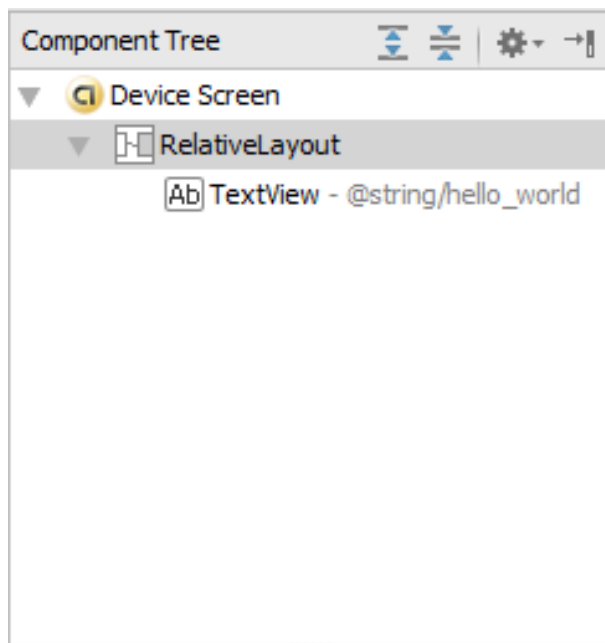 Component Tree
Device Screen
RelativeLayout
Ab TextView - @string/hello_world